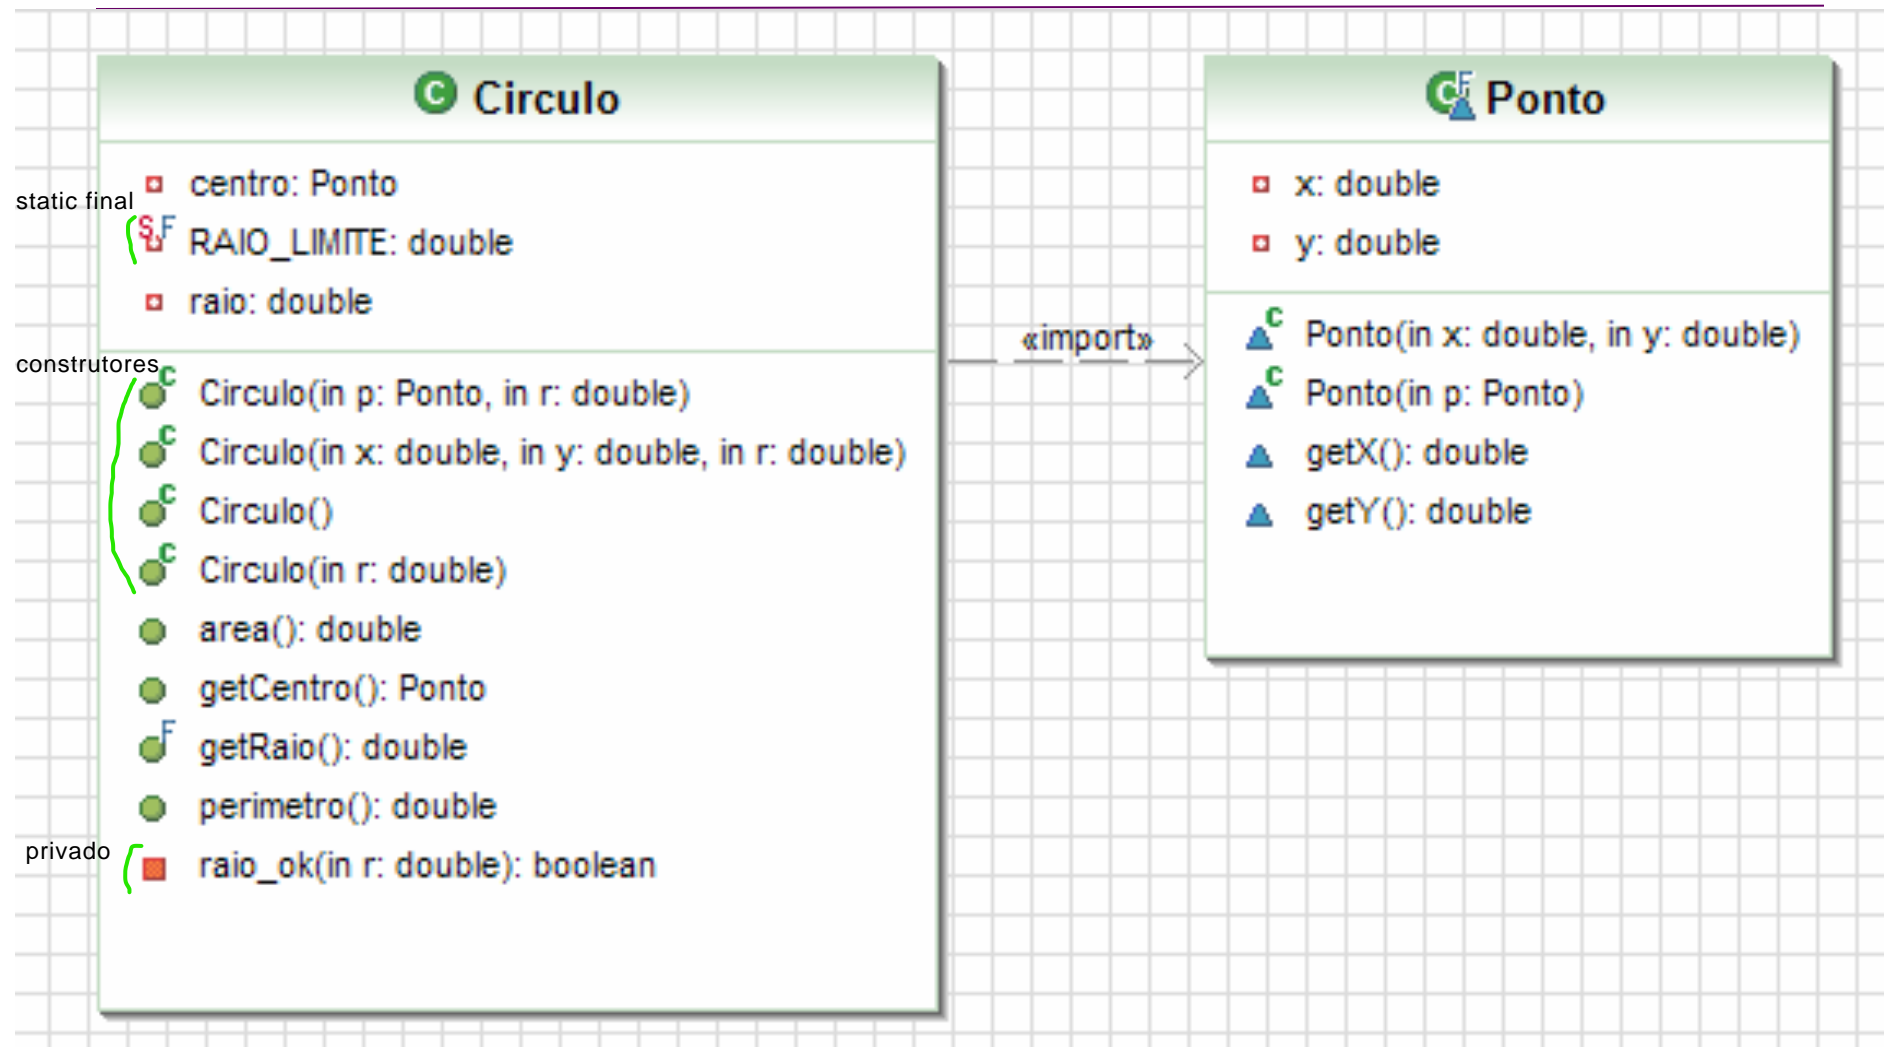 Circulo
static final
centro: Ponto
RAIO_LIMITE: double
raio: double
construtores
Circulo(in p: Ponto, in r: double)
Circulo(in x: double, in y: double, in r: double)
Circulo()
Circulo(in r: double)
area(): double
getCentro(): Ponto
getRaio(): double
perimetro(): double
privado
raio_ok(in r: double): boolean
«import»
Ponto
x: double
y: double
Ponto(in x: double, in y: double)
Ponto(in p: Ponto)
getX(): double
getY(): double